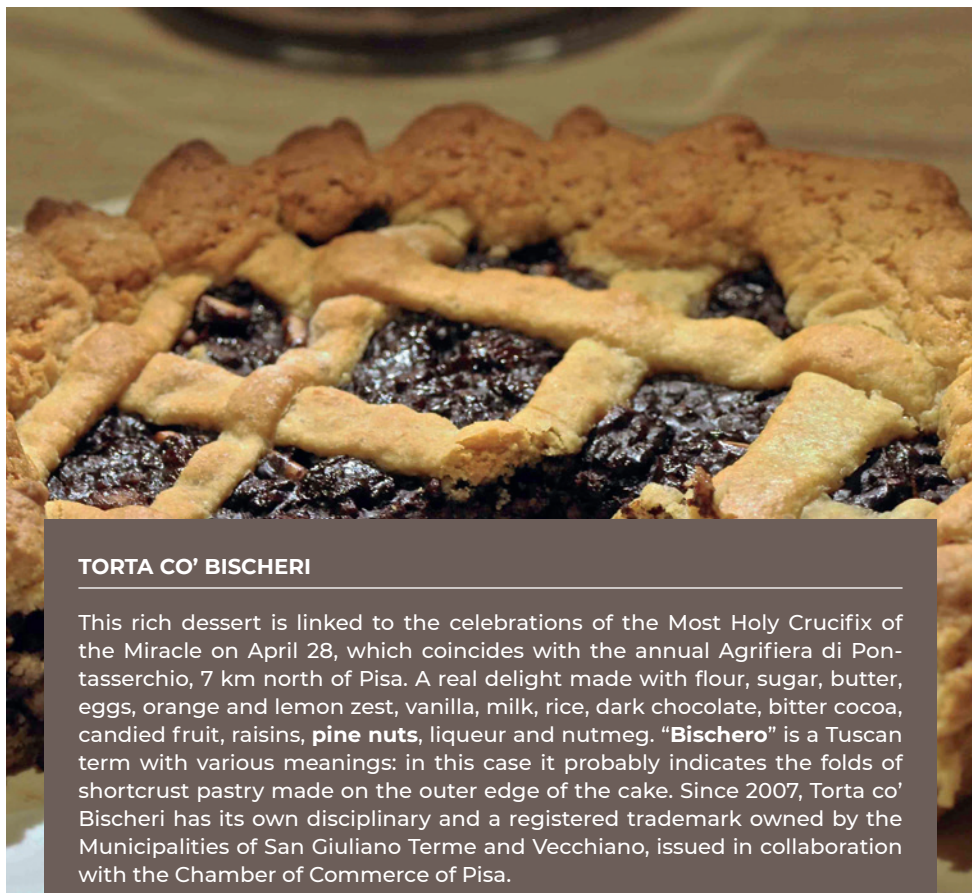 TORTA CO’ BISCHERI
This rich dessert is linked to the celebrations of the Most Holy Crucifix of
the Miracle on April 28, which coincides with the annual Agrifiera di Pon-
tasserchio, 7 km north of Pisa. A real delight made with flour, sugar, butter,
eggs, orange and lemon zest, vanilla, milk, rice, dark chocolate, bitter cocoa,
candied fruit, raisins, pine nuts, liqueur and nutmeg. “Bischero” is a Tuscan
term with various meanings: in this case it probably indicates the folds of
shortcrust pastry made on the outer edge of the cake. Since 2007, Torta co’
Bischeri has its own disciplinary and a registered trademark owned by the
Municipalities of San Giuliano Terme and Vecchiano, issued in collaboration
with the Chamber of Commerce of Pisa.